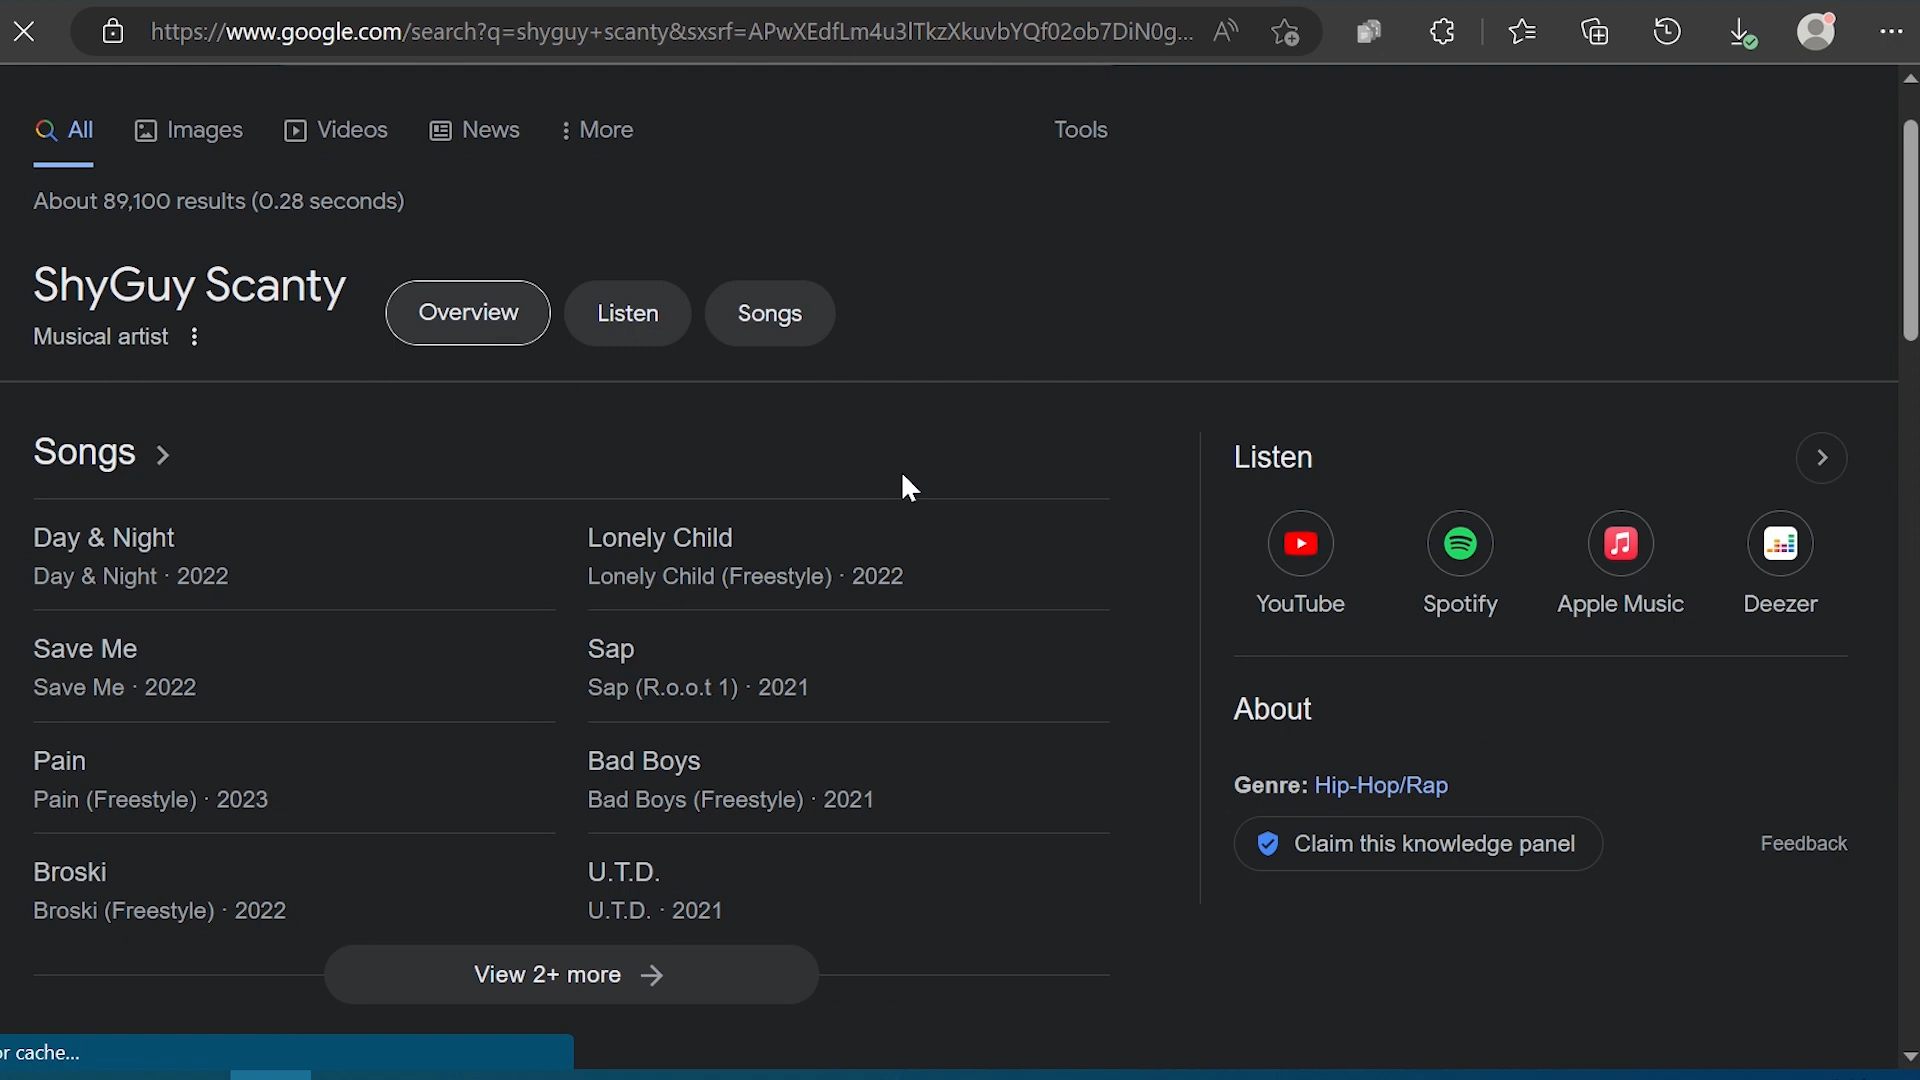 https://www.google.com/search?q=shyguy+scanty&sxsrf=APwXEdfLm4u3lTkzXkuvbYQf02ob7DiN0g...
All
Images
Videos
News
More
Tools
About 89,100 results (0.28 seconds)
ShyGuy Scanty
Musical artist
Overview
Listen
Songs
Songs
Day & Night
Day & Night · 2022
Lonely Child
Lonely Child (Freestyle) · 2022
Save Me
Save Me · 2022
Sap
Sap (R.o.o.t 1) · 2021
Pain
Pain (Freestyle) · 2023
Bad Boys
Bad Boys (Freestyle) · 2021
Broski
Broski (Freestyle) · 2022
U.T.D.
U.T.D. · 2021
View 2+ more
Listen
YouTube
Spotify
Apple Music
Deezer
About
Genre: Hip-Hop/Rap
Claim this knowledge panel
Feedback
or cache...